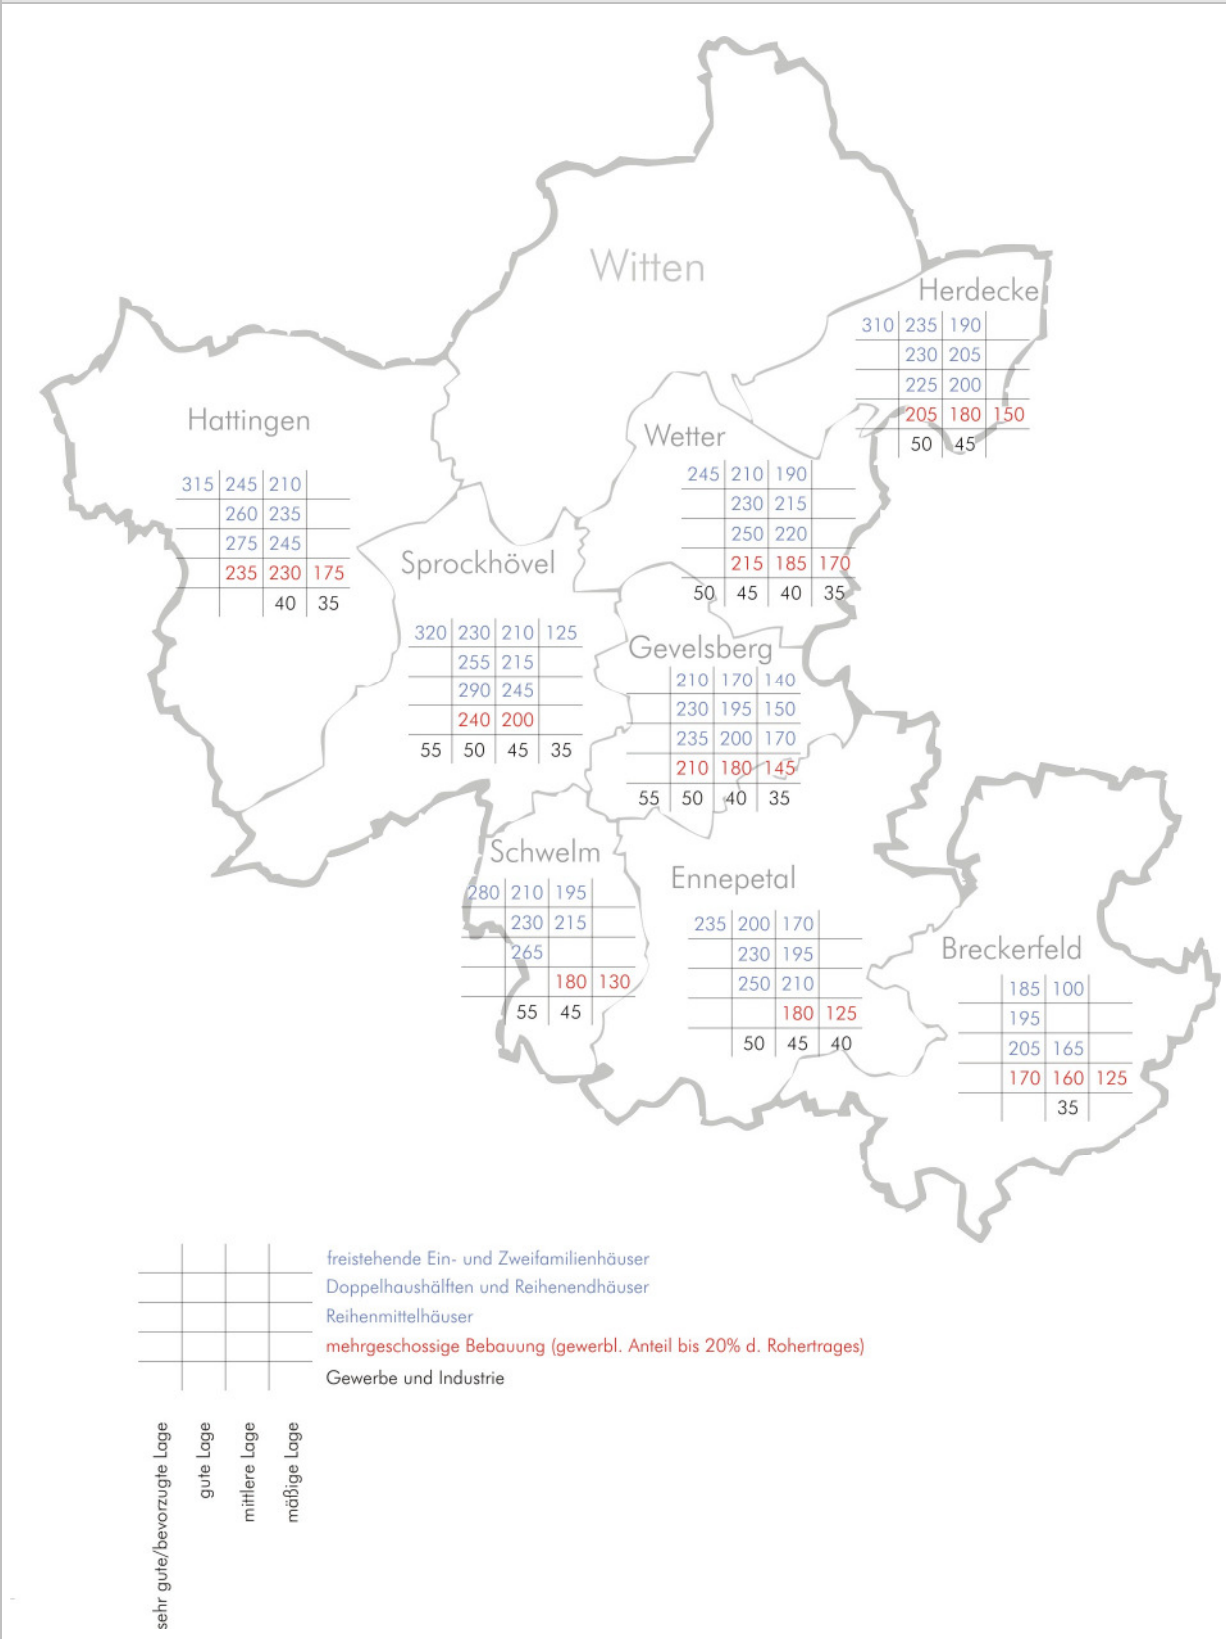 Witten
Herdecke
310 235 190
230 205
225 200
205 180 150
50 45
Hattingen
315 245 210
260 235
275 245
235 230 175
40 35
Wetter
245 210 190
230 215
250 220
215 185 170
50 45 40 35
Sprockhövel
320 230 210 125
255 215
290 245
240 200
55 50 45 35
Gevelsberg
210 170 140
230 195 150
235 200 170
210 180 145
55 50 40 35
Schwelm
280 210 195
230 215
265
180 130
55 45
Ennepetal
235 200 170
230 195
250 210
180 125
50 45 40
Breckerfeld
185 100
195
205 165
170 160 125
35
freistehende Ein- und Zweifamilienhäuser
Doppelhaushälften und Reihenendhäuser
Reihenmittelhäuser
mehrgeschossige Bebauung (gewerbl. Anteil bis 20% d. Rohertrages)
Gewerbe und Industrie
sehr gute/bevorzugte Lage
gute Lage
mittlere Lage
mäßige Lage